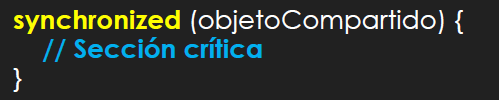 synchronized (objetoCompartido) {
// Sección crítica
}